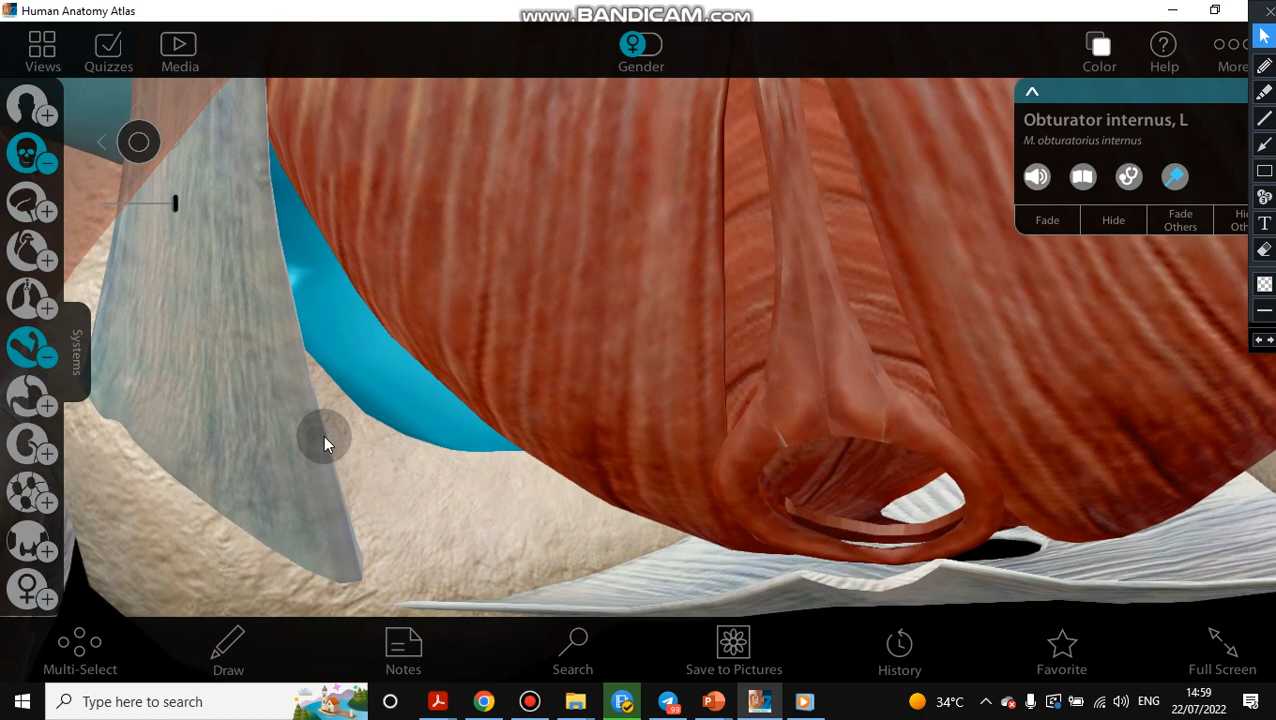 Human Anatomy Atlas
www.BANDICAM.com
Views
Quizzes
Media
Gender
Color
Help
More
Obturator internus, L
M. obturatorius internus
Fade
Hide
Fade
Others
Systems
Multi-Select
Draw
Notes
Search
Save to Pictures
History
Favorite
Full Screen
Type here to search
99
34°C
ENG
14:59
22/07/2022